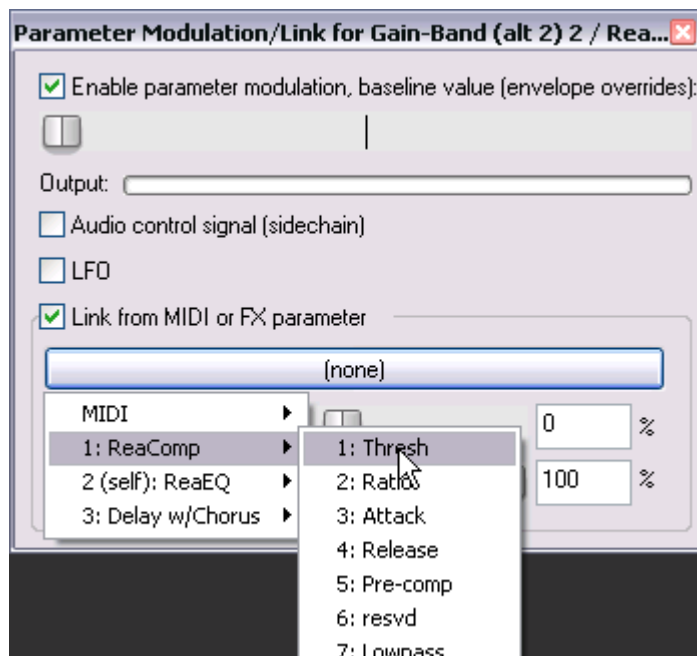 Parameter Modulation/Link for Gain-Band (alt 2) 2 / Rea...
Enable parameter modulation, baseline value (envelope overrides):
Output:
Audio control signal (sidechain)
LFO
Link from MIDI or FX parameter
(none)
MIDI
0 %
1: ReaComp
1: Thresh
2 (self): ReaEQ
2: Ratio
100 %
3: Delay w/Chorus
3: Attack
4: Release
5: Pre-comp
6: resvd
7: Lowpass